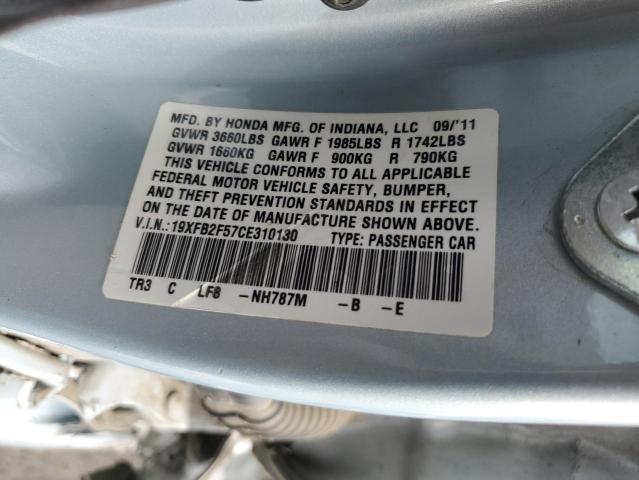 MFD. BY HONDA MFG. OF INDIANA, LLC 09/'11
GVWR 3660LBS GAWR F 1985LBS R 1742LBS
GVWR 1660KG GAWR F 900KG R 790KG
THIS VEHICLE CONFORMS TO ALL APPLICABLE
FEDERAL MOTOR VEHICLE SAFETY, BUMPER,
AND THEFT PREVENTION STANDARDS IN EFFECT
ON THE DATE OF MANUFACTURE SHOWN ABOVE.
V.I.N.:19XFB2F57CE310130 TYPE: PASSENGER CAR
TR3 C LF8 -NH787M -B -E